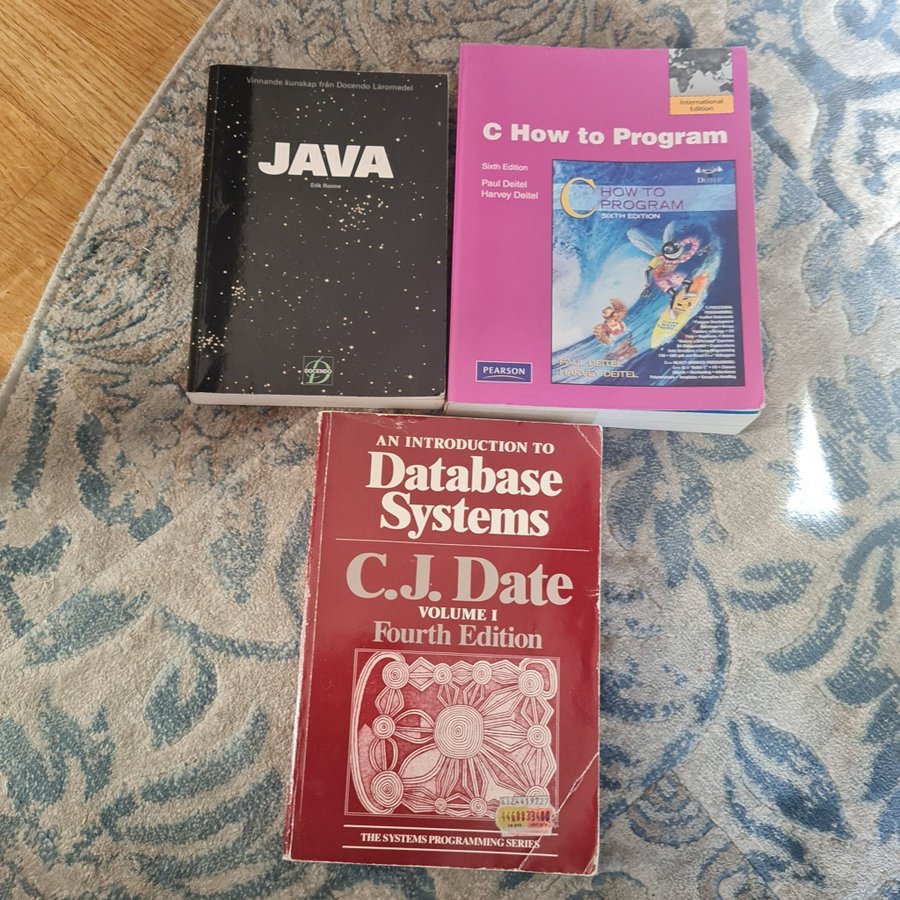 Vinnande kunskap från Docendo Läromedel
JAVA
Erik Ronne
DOCENDO
International
Edition
C How to Program
Sixth Edition
Paul Deitel
Harvey Deitel
DEITEL
C HOW TO
PROGRAM
SIXTH EDITION
PAUL DEITEL
HARVEY DEITEL
PEARSON
AN INTRODUCTION TO
Database
Systems
C.J. Date
VOLUME I
Fourth Edition
THE SYSTEMS PROGRAMMING SERIES